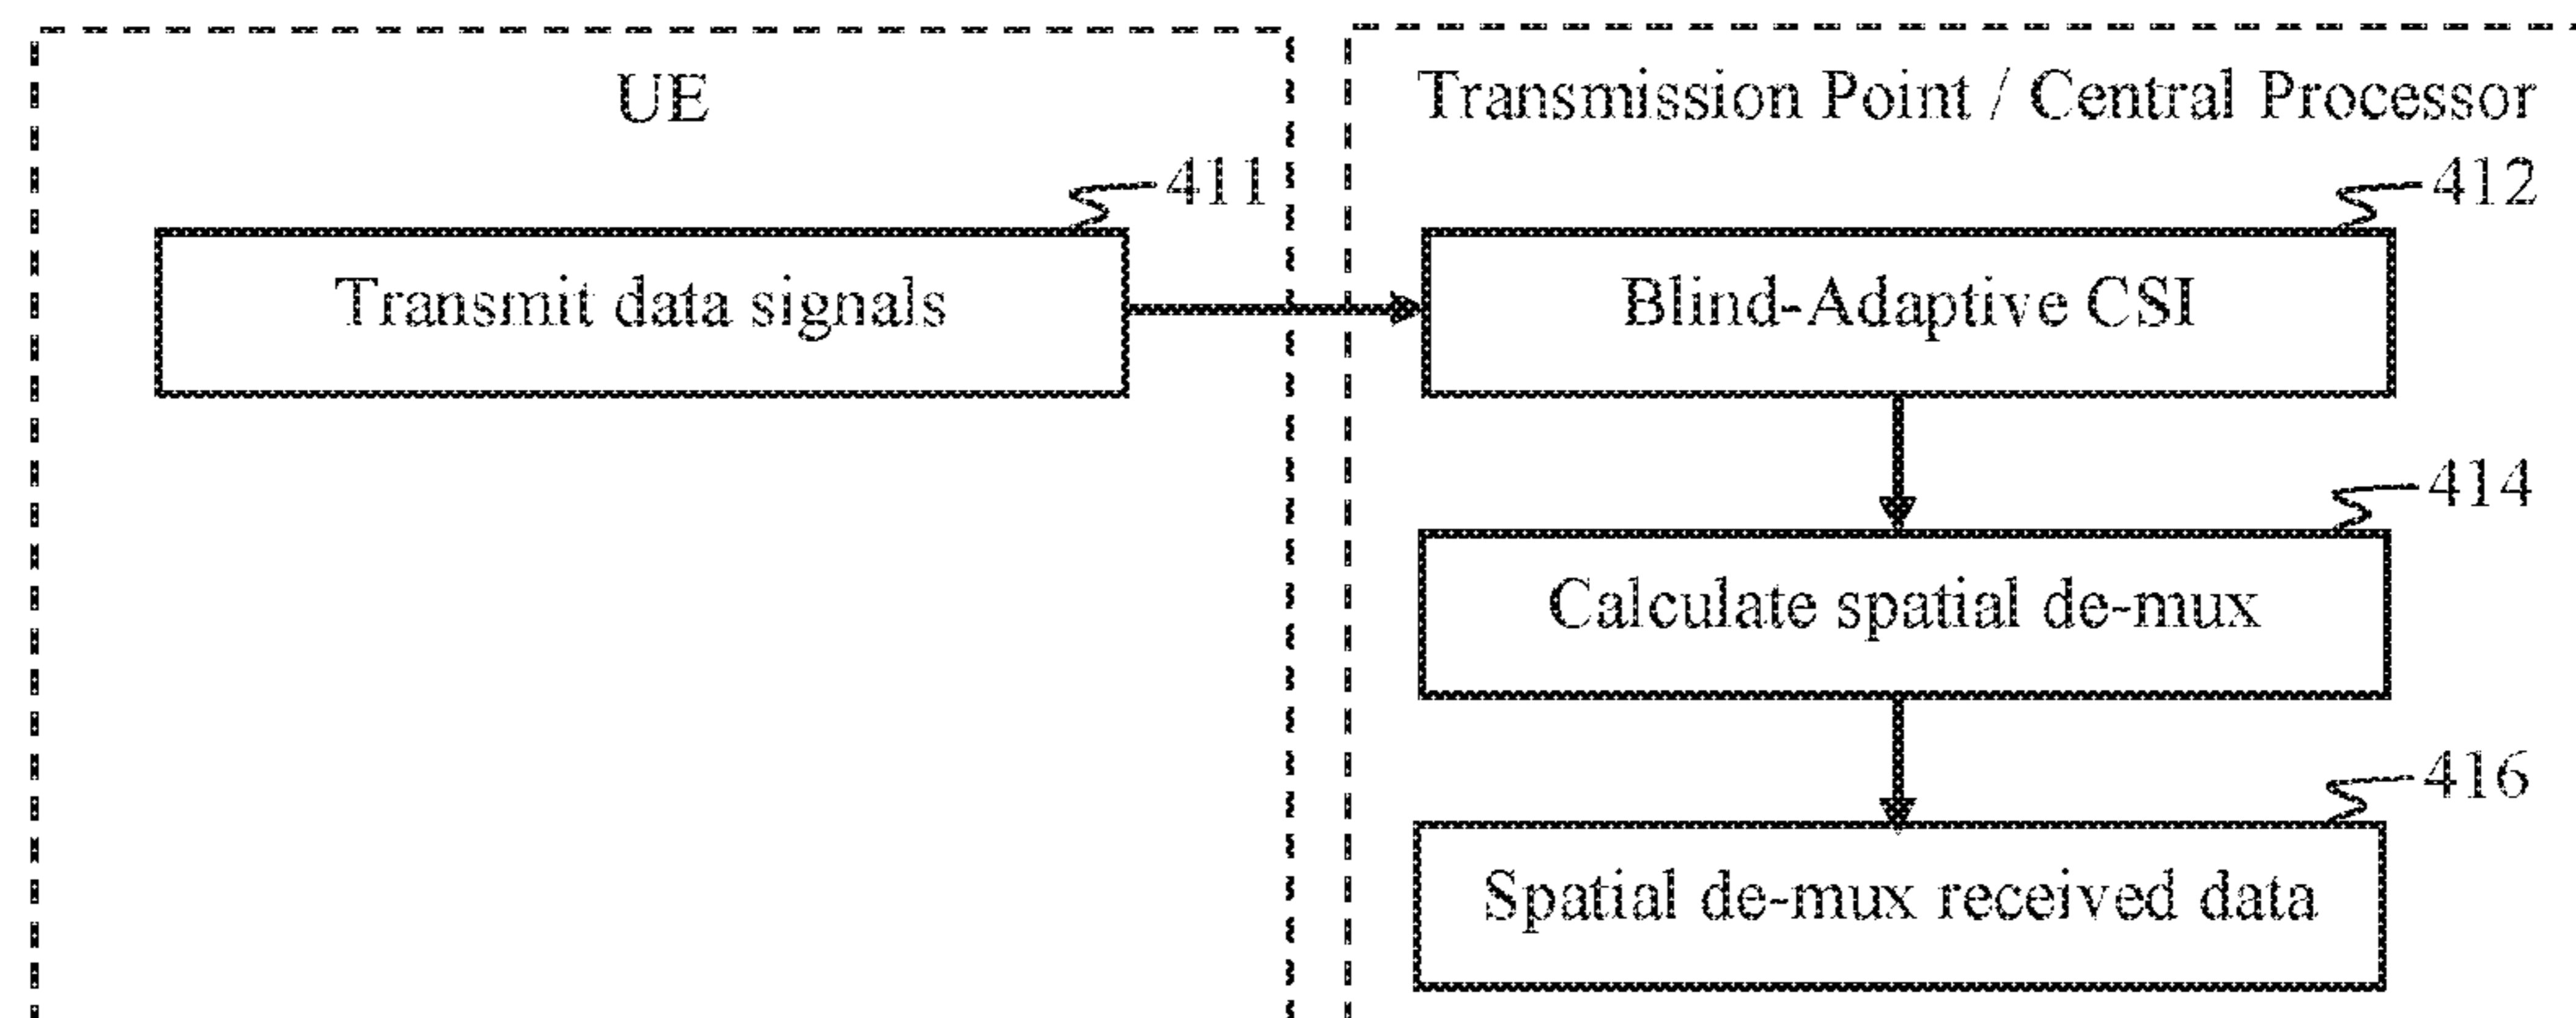 UE
Transmission Point / Central Processor
411
412
Transmit data signals
Blind-Adaptive CSI
414
Calculate spatial de-mux
416
Spatial de-mux received data